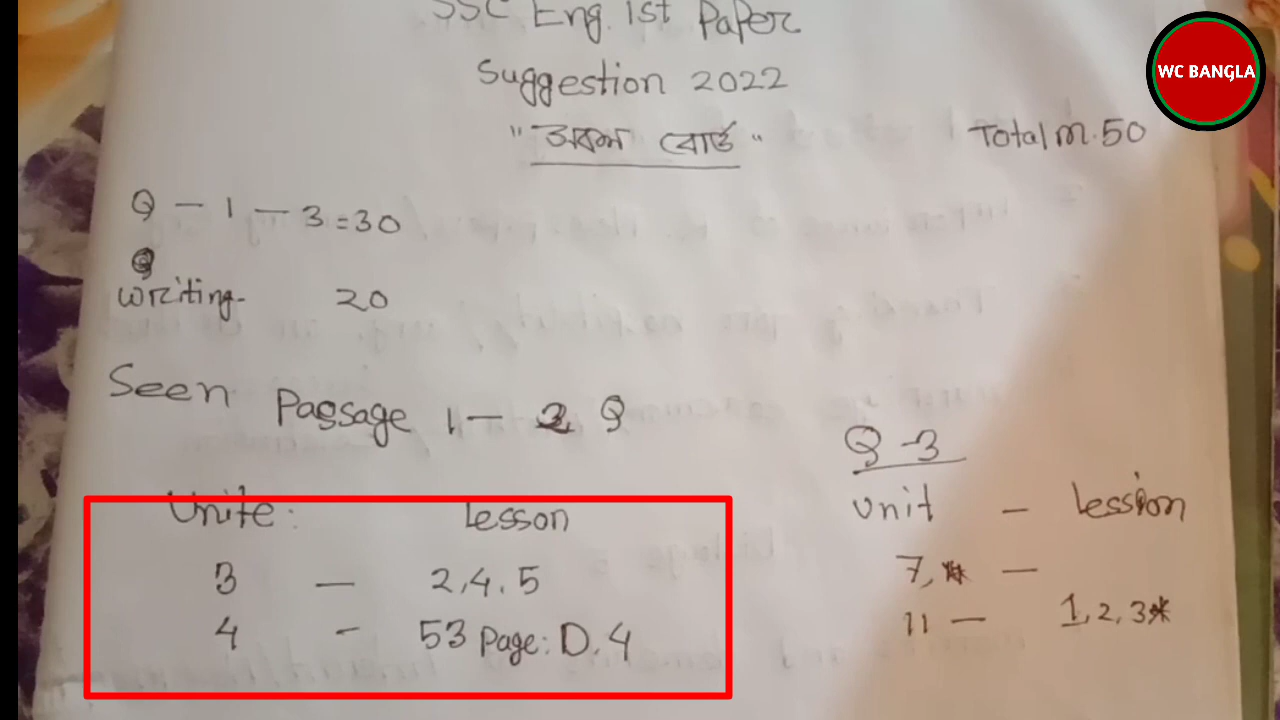 SSC Eng. 1st Paper
Suggestion 2022
"সকল বোর্ড"
Total m. 50
WC BANGLA
Q - 1 - 3 = 30
Writing- 20
Seen Passage 1 - 2 Q
Unite: Lesson
3 - 2, 4, 5
4 - 53 Page: D. 4
Q - 3
Unit - Lession
7, ** -
11 - 1, 2, 3*